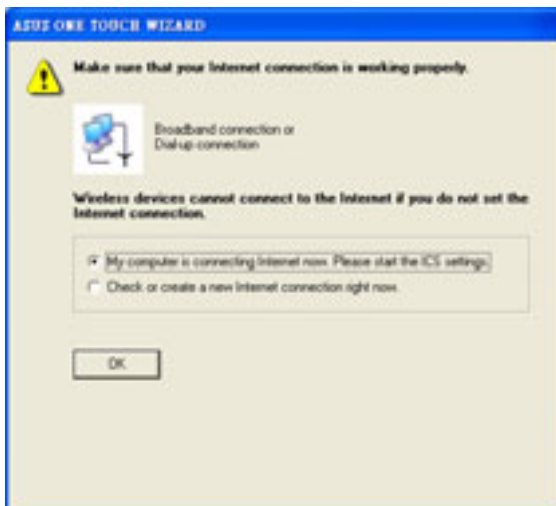 ASUS ONE TOUCH WIZARD
Make sure that your Internet connection is working properly.
Broadband connection or
Dial-up connection
Wireless devices cannot connect to the Internet if you do not set the
Internet connection.
My computer is connecting Internet now. Please start the ICS settings.
Check or create a new Internet connection right now.
OK